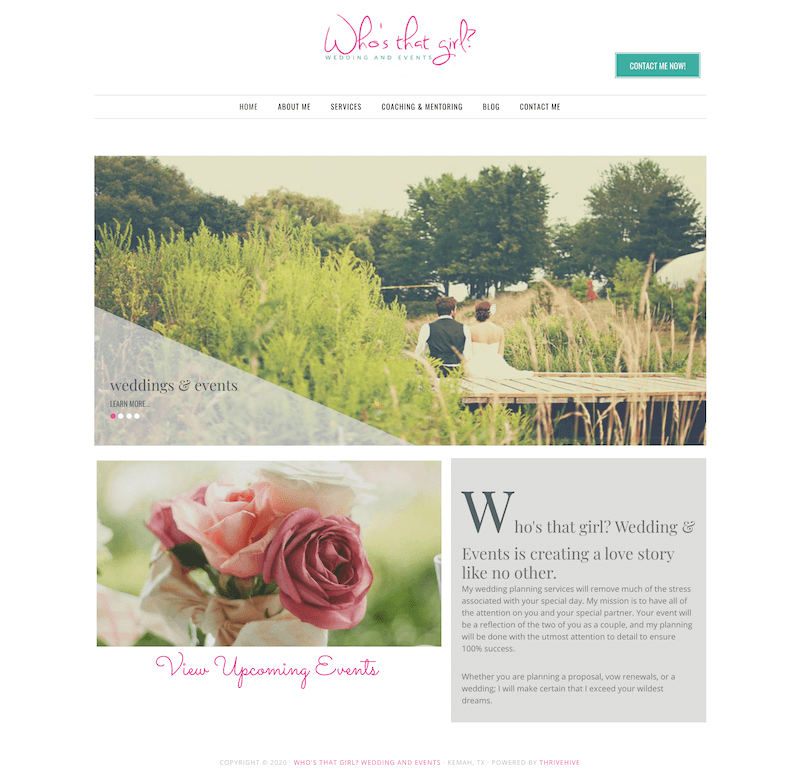 Who's that girl?
WEDDING AND EVENTS
CONTACT ME NOW!
HOME ABOUT ME SERVICES COACHING & MENTORING BLOG CONTACT ME
weddings & events
LEARN MORE...
View Upcoming Events
Who's that girl? Wedding &
Events is creating a love story
like no other.
My wedding planning services will remove much of the stress
associated with your special day. My mission is to have all of
the attention on you and your special partner. Your event will
be a reflection of the two of you as a couple, and my planning
will be done with the utmost attention to detail to ensure
100% success.
Whether you are planning a proposal, vow renewals, or a
wedding; I will make certain that I exceed your wildest
dreams.
COPYRIGHT © 2020 · WHO'S THAT GIRL? WEDDING AND EVENTS · KEMAH, TX · POWERED BY THRIVEHIVE